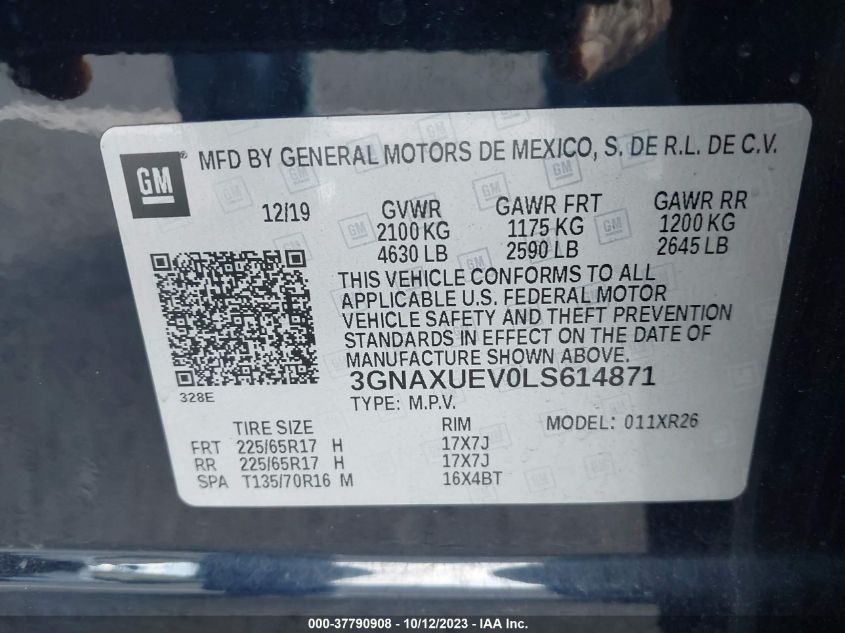 GM ® MFD BY GENERAL MOTORS DE MEXICO, S. DE R.L. DE C.V.
12/19 GVWR GAWR FRT GAWR RR
2100 KG 1175 KG 1200 KG
4630 LB 2590 LB 2645 LB
THIS VEHICLE CONFORMS TO ALL
APPLICABLE U.S. FEDERAL MOTOR
VEHICLE SAFETY AND THEFT PREVENTION
STANDARDS IN EFFECT ON THE DATE OF
MANUFACTURE SHOWN ABOVE.
328E 3GNAXUEV0LS614871
TYPE: M.P.V.
TIRE SIZE RIM MODEL: 011XR26
FRT 225/65R17 H 17X7J
RR 225/65R17 H 17X7J
SPA T135/70R16 M 16X4BT
000-37790908 - 10/12/2023 - IAA Inc.